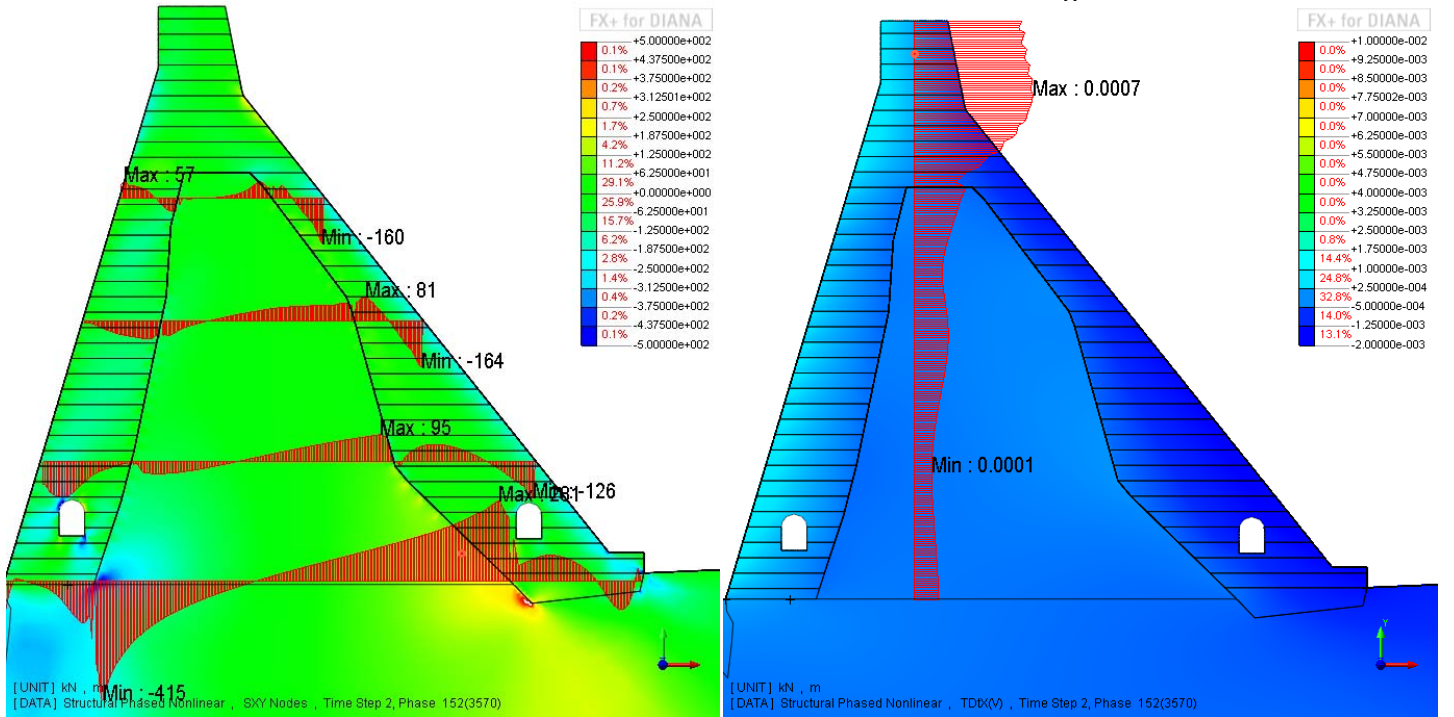 FX+ for DIANA
+5.00000e+002
0.1%
+4.37500e+002
0.1%
+3.75000e+002
0.2%
+3.12501e+002
0.7%
+2.50000e+002
1.7%
+1.87500e+002
4.2%
+1.25000e+002
11.2%
+6.25000e+001
29.1%
+0.00000e+000
25.9%
-6.25000e+001
15.7%
-1.25000e+002
6.2%
-1.87500e+002
2.8%
-2.50000e+002
1.4%
-3.12500e+002
0.4%
-3.75000e+002
0.2%
-4.37500e+002
0.1%
-5.00000e+002
Max : 57
Min : -160
Max : 81
Min : -164
Max : 95
Min : -126
Max : 281
Min : -415
[UNIT] kN , m
[DATA] Structural Phased Nonlinear , SXY Nodes , Time Step 2, Phase 152(3570)
FX+ for DIANA
+1.00000e-002
0.0%
+9.25000e-003
0.0%
+8.50000e-003
0.0%
+7.75002e-003
0.0%
+7.00000e-003
0.0%
+6.25000e-003
0.0%
+5.50000e-003
0.0%
+4.75000e-003
0.0%
+4.00000e-003
0.0%
+3.25000e-003
0.0%
+2.50000e-003
0.8%
+1.75000e-003
14.4%
+1.00000e-003
24.8%
+2.50000e-004
32.8%
-5.00000e-004
14.0%
-1.25000e-003
13.1%
-2.00000e-003
Max : 0.0007
Min : 0.0001
Y
[UNIT] kN , m
[DATA] Structural Phased Nonlinear , TDtX(V) , Time Step 2, Phase 152(3570)